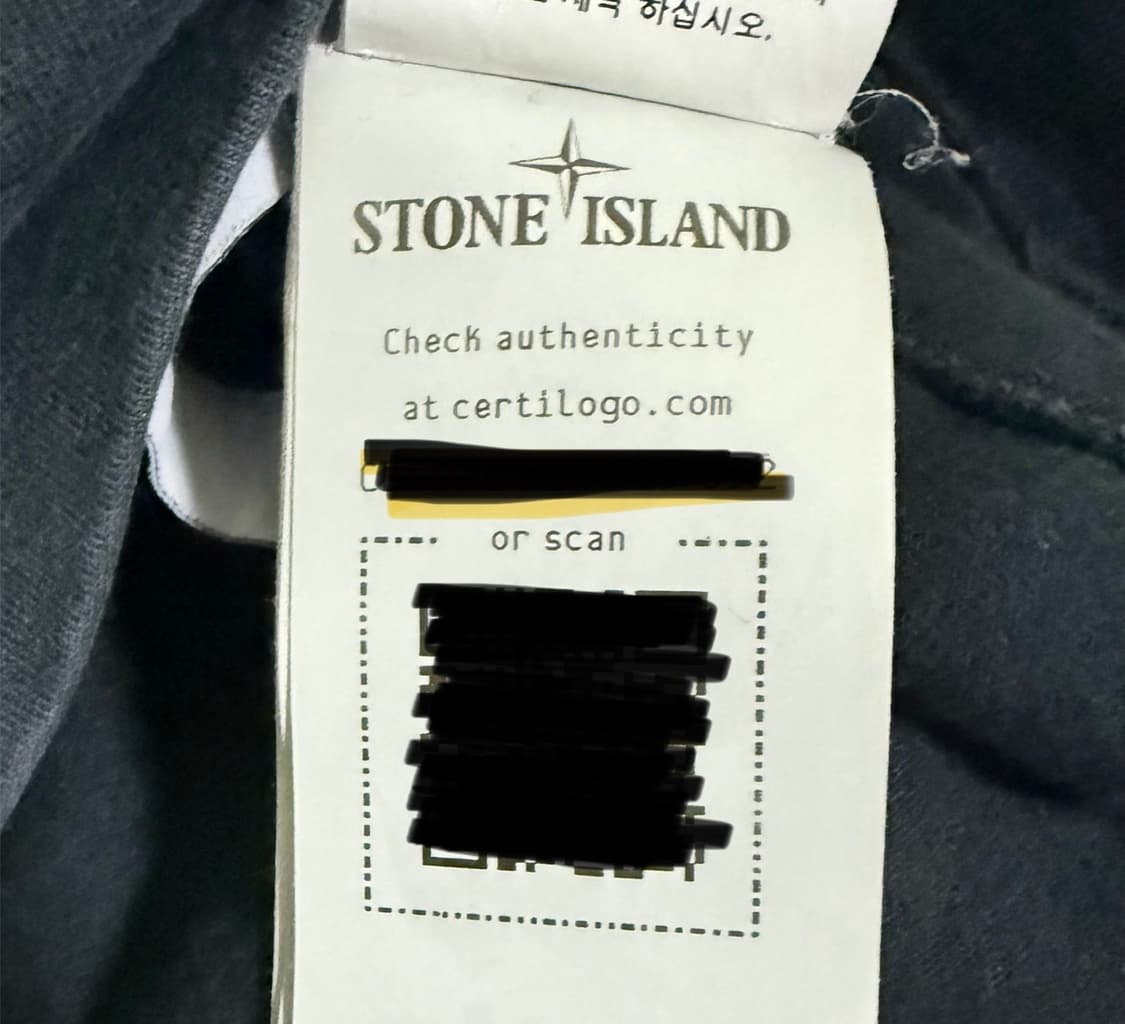 하십시오.
STONE ISLAND
Check authenticity
at certilogo.com
or scan